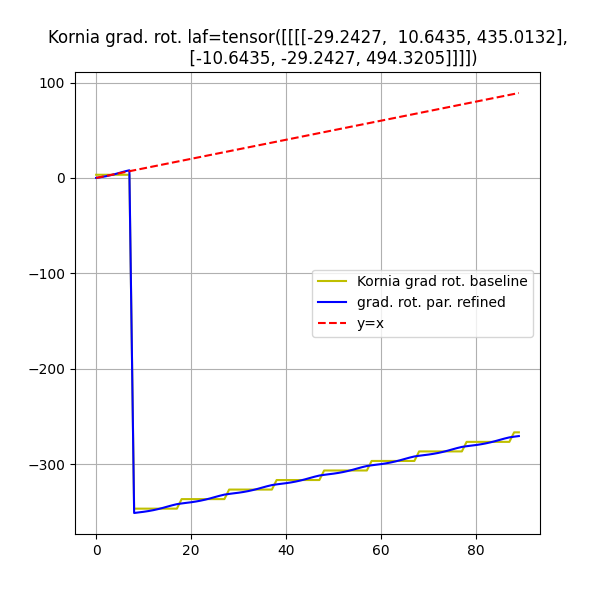 Kornia grad. rot. laf=tensor([[[[-29.2427,  10.6435, 435.0132],
[-10.6435, -29.2427, 494.3205]]]])
100
0
−100
−200
−300
Kornia grad rot. baseline
grad. rot. par. refined
y=x
0 20 40 60 80